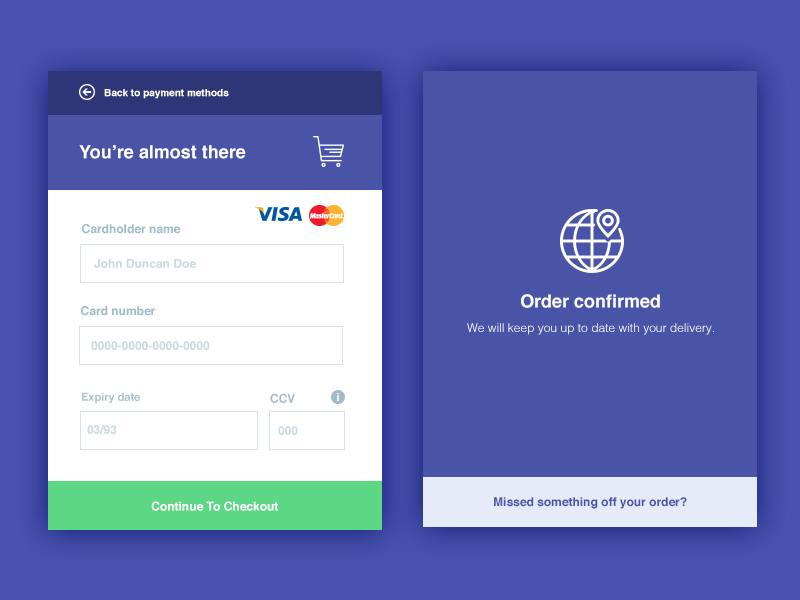 Back to payment methods
You're almost there
VISA MasterCard
Cardholder name
John Duncan Doe
Card number
0000-0000-0000-0000
Expiry date CCV i
03/93 000
Continue To Checkout
Order confirmed
We will keep you up to date with your delivery.
Missed something off your order?